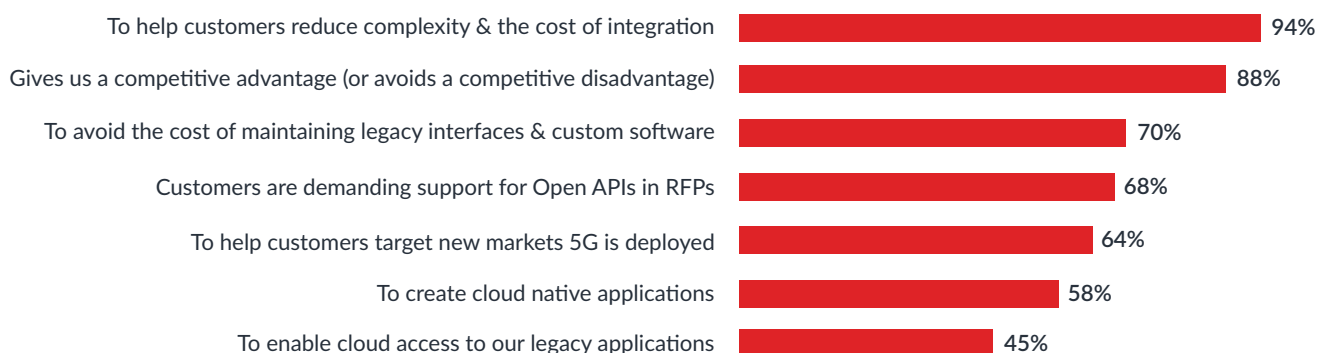 To help customers reduce complexity & the cost of integration 94%
Gives us a competitive advantage (or avoids a competitive disadvantage) 88%
To avoid the cost of maintaining legacy interfaces & custom software 70%
Customers are demanding support for Open APIs in RFPs 68%
To help customers target new markets 5G is deployed 64%
To create cloud native applications 58%
To enable cloud access to our legacy applications 45%